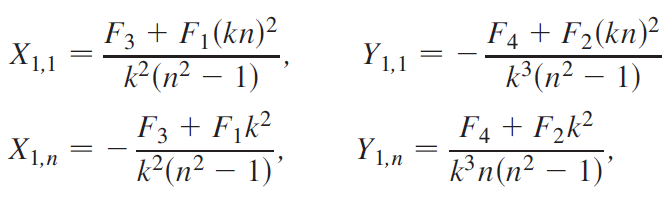 X_{1,1} = \frac{F_3 + F_1(kn)^2}{k^2(n^2 - 1)}, Y_{1,1} = -\frac{F_4 + F_2(kn)^2}{k^3(n^2 - 1)}
X_{1,n} = -\frac{F_3 + F_1k^2}{k^2(n^2 - 1)}, Y_{1,n} = \frac{F_4 + F_2k^2}{k^3n(n^2 - 1)},